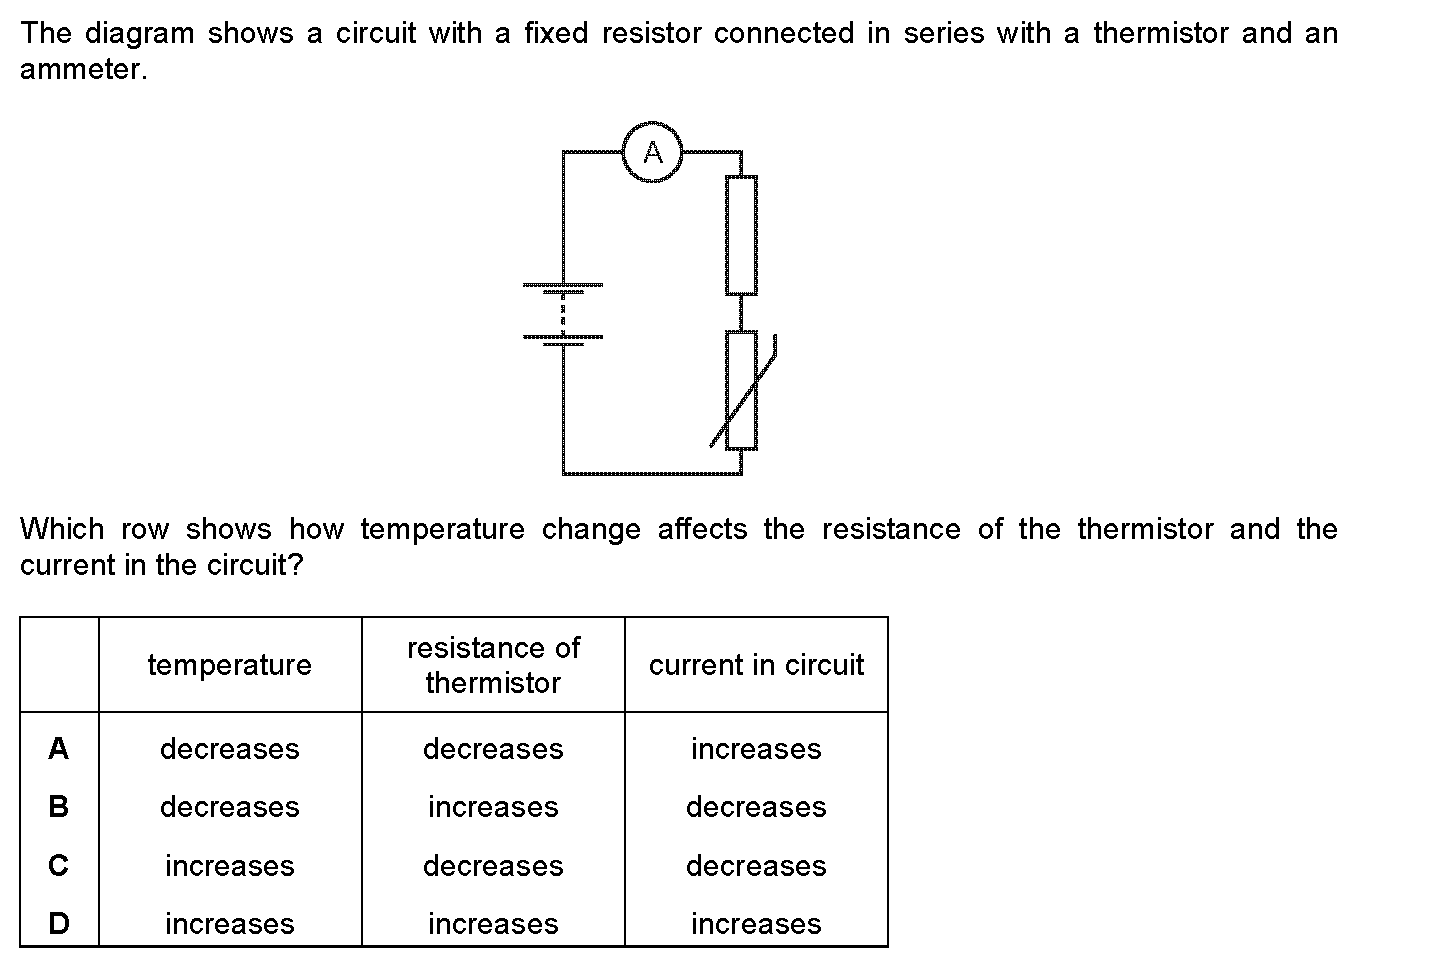 The diagram shows a circuit with a fixed resistor connected in series with a thermistor and an
ammeter.
A
Which row shows how temperature change affects the resistance of the thermistor and the
current in the circuit?
temperature resistance of thermistor current in circuit
A decreases decreases increases
B decreases increases decreases
C increases decreases decreases
D increases increases increases